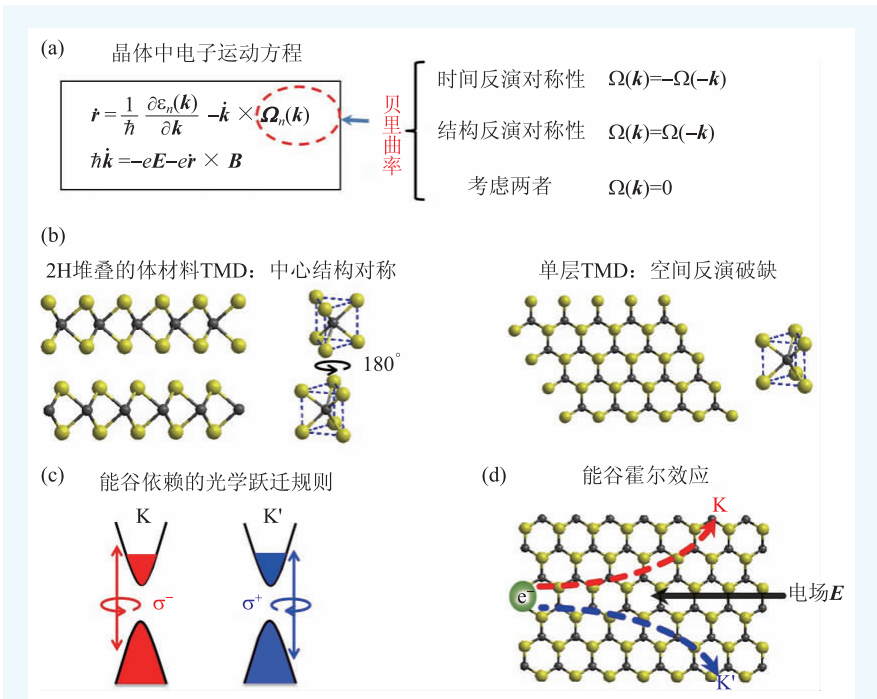 (a)
晶体中电子运动方程
ṙ = 1/ħ ∂εₙ(k)/∂k −k̇ × Ωₙ(k)
ħk̇=−eE−eṙ × B
贝里曲率
时间反演对称性 Ω(k)=−Ω(−k)
结构反演对称性 Ω(k)=Ω(−k)
考虑两者 Ω(k)=0
(b)
2H堆叠的体材料TMD：中心结构对称
180°
单层TMD：空间反演破缺
(c)
能谷依赖的光学跃迁规则
K
K'
σ⁻
σ⁺
(d)
能谷霍尔效应
K
e⁻
电场E
K'